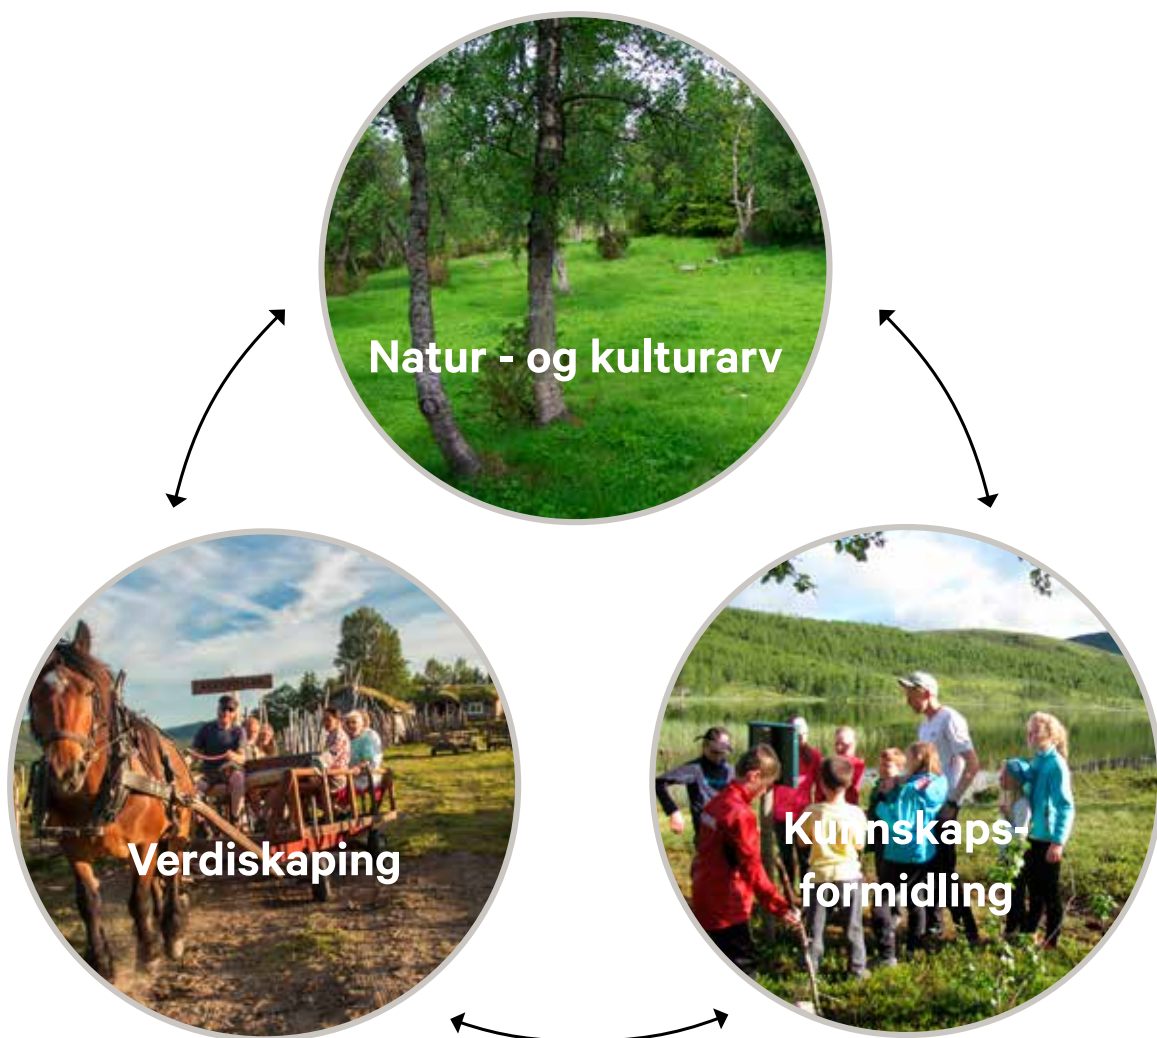 Natur - og kulturarv
Verdiskaping
Kunnskaps-
formidling